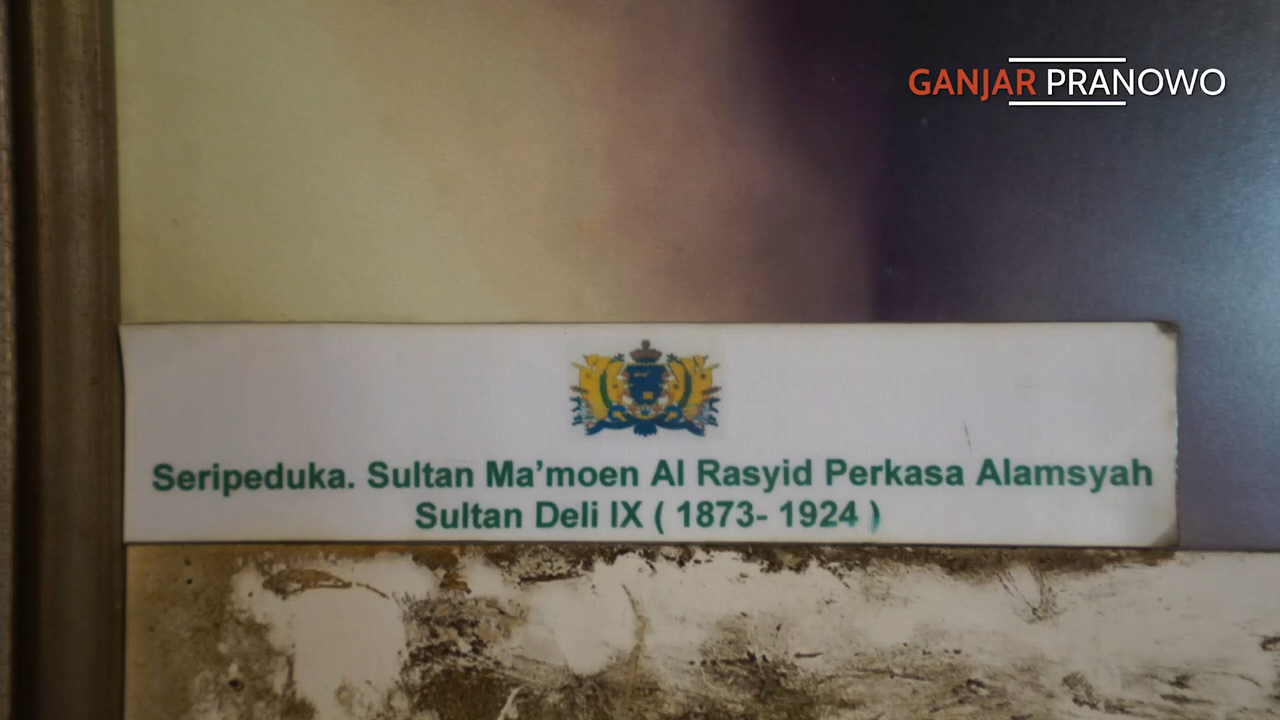 GANJAR PRANOWO
Seripeduka. Sultan Ma'moen Al Rasyid Perkasa Alamsyah
Sultan Deli IX ( 1873- 1924 )